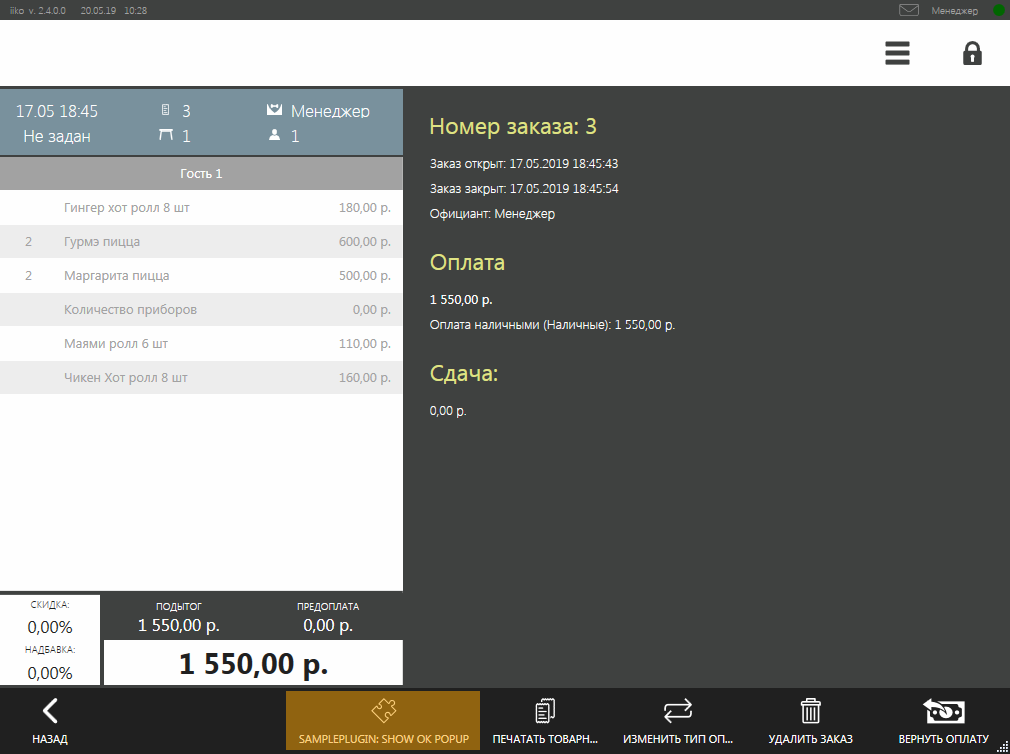 iiko v. 2.4.0.0 20.05.19 10:28 Менеджер
17.05 18:45 3 Менеджер
Не задан 1 1
Гость 1
Гингер хот ролл 8 шт 180,00 р.
2 Гурмэ пицца 600,00 р.
2 Маргарита пицца 500,00 р.
Количество приборов 0,00 р.
Маями ролл 6 шт 110,00 р.
Чикен Хот ролл 8 шт 160,00 р.
СКИДКА:
0,00%
НАДБАВКА:
0,00%
ПОДЫТОГ ПРЕДОПЛАТА
1 550,00 р. 0,00 р.
1 550,00 р.
Номер заказа: 3
Заказ открыт: 17.05.2019 18:45:43
Заказ закрыт: 17.05.2019 18:45:54
Официант: Менеджер
Оплата
1 550,00 р.
Оплата наличными (Наличные): 1 550,00 р.
Сдача:
0,00 р.
НАЗАД SAMPLEPLUGIN: SHOW OK POPUP ПЕЧАТАТЬ ТОВАРН... ИЗМЕНИТЬ ТИП ОП... УДАЛИТЬ ЗАКАЗ ВЕРНУТЬ ОПЛАТУ